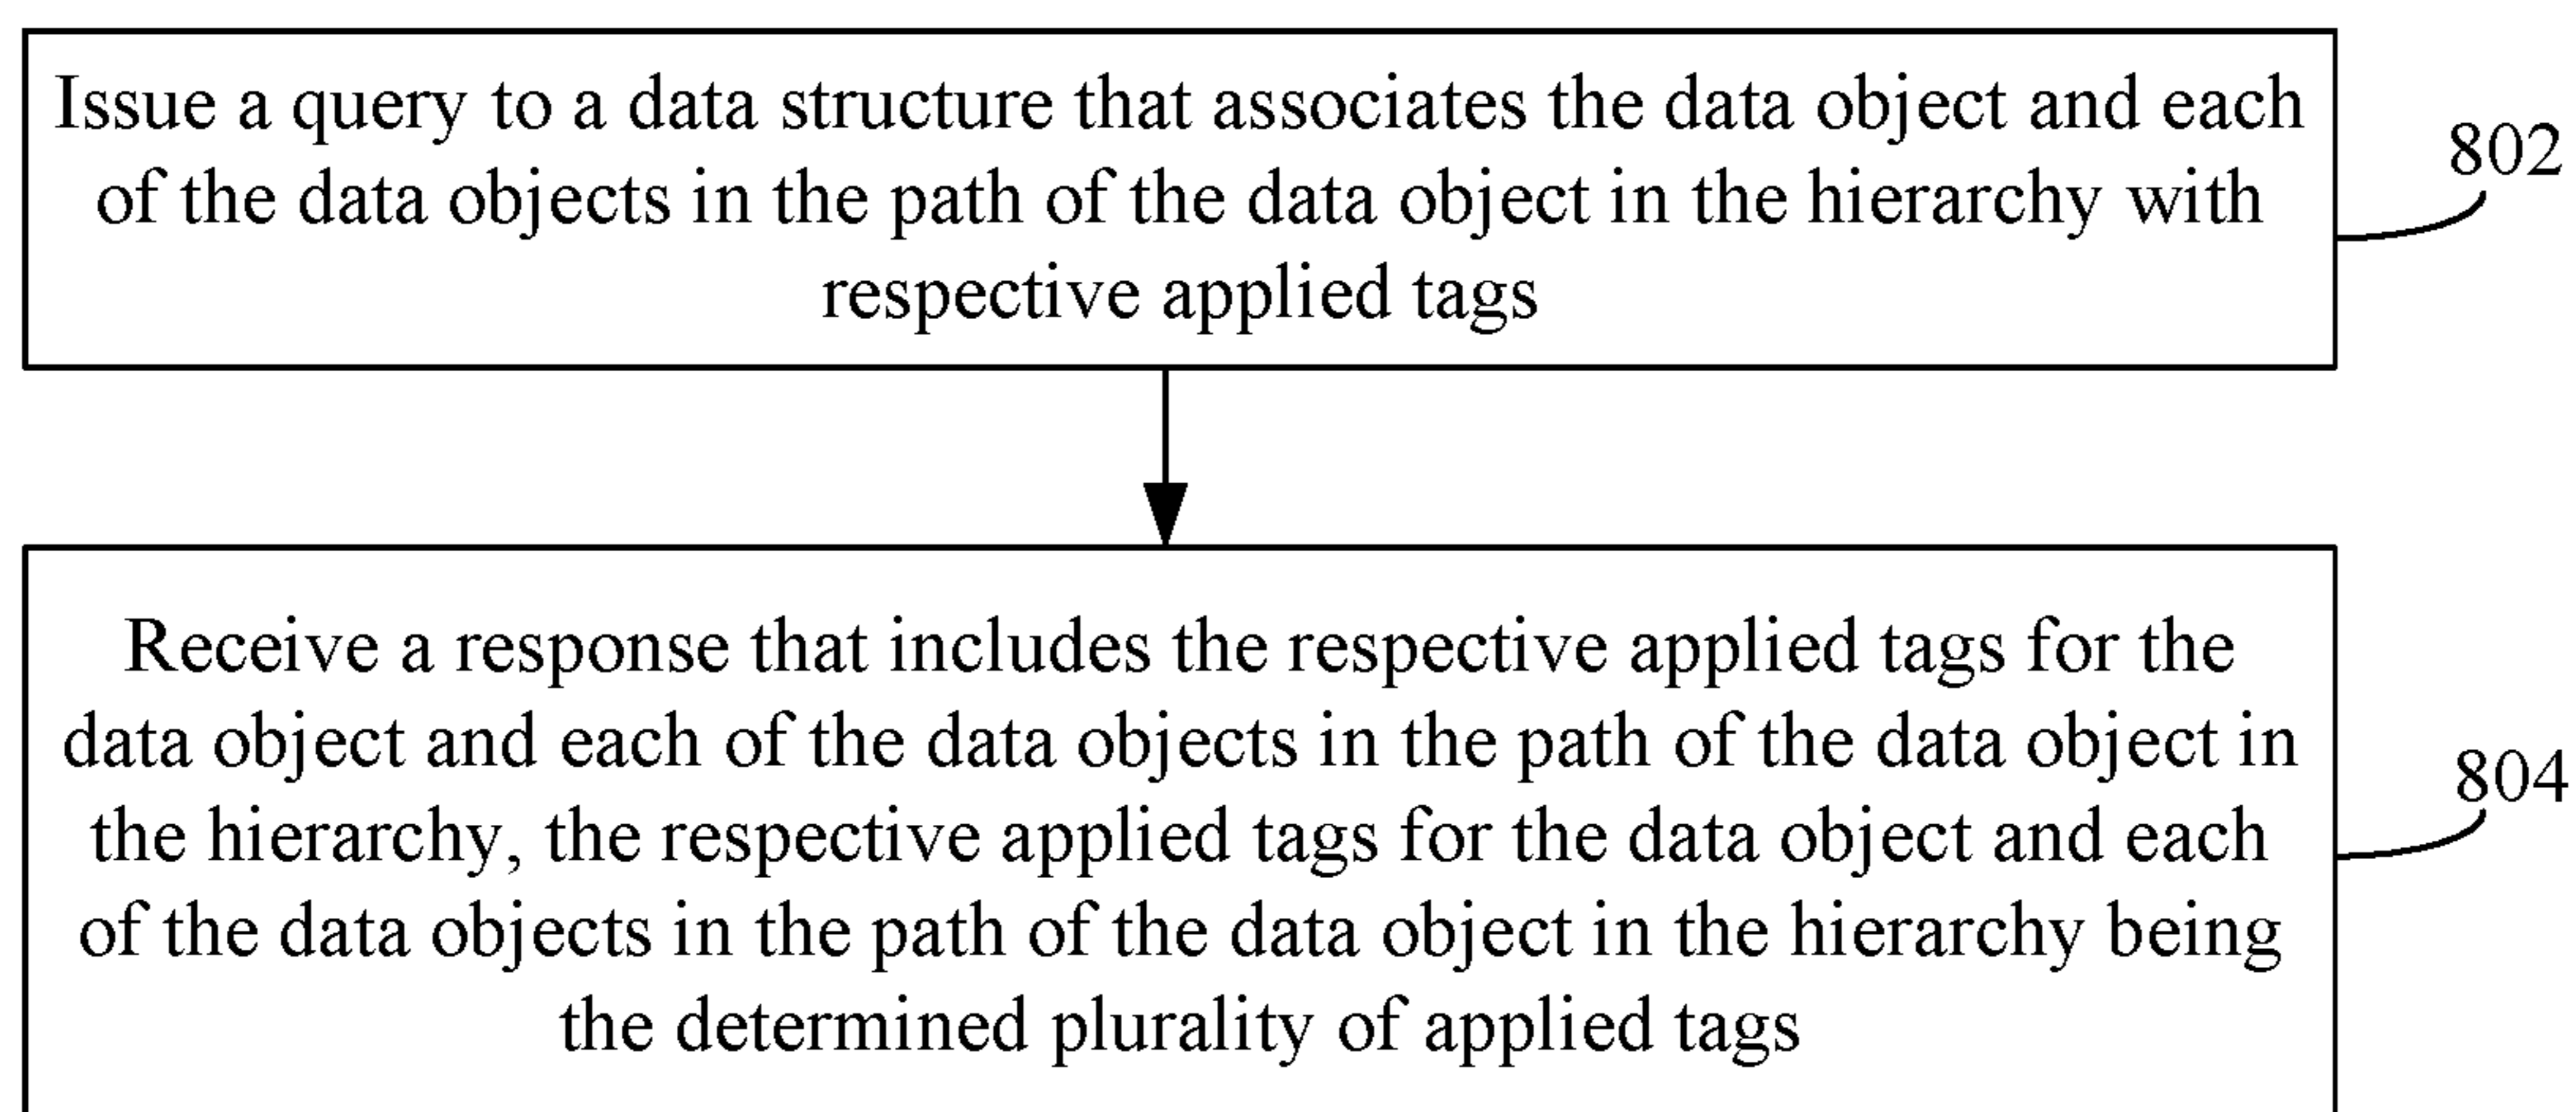 Issue a query to a data structure that associates the data object and each
of the data objects in the path of the data object in the hierarchy with
respective applied tags
802
Receive a response that includes the respective applied tags for the
data object and each of the data objects in the path of the data object in
the hierarchy, the respective applied tags for the data object and each
of the data objects in the path of the data object in the hierarchy being
the determined plurality of applied tags
804